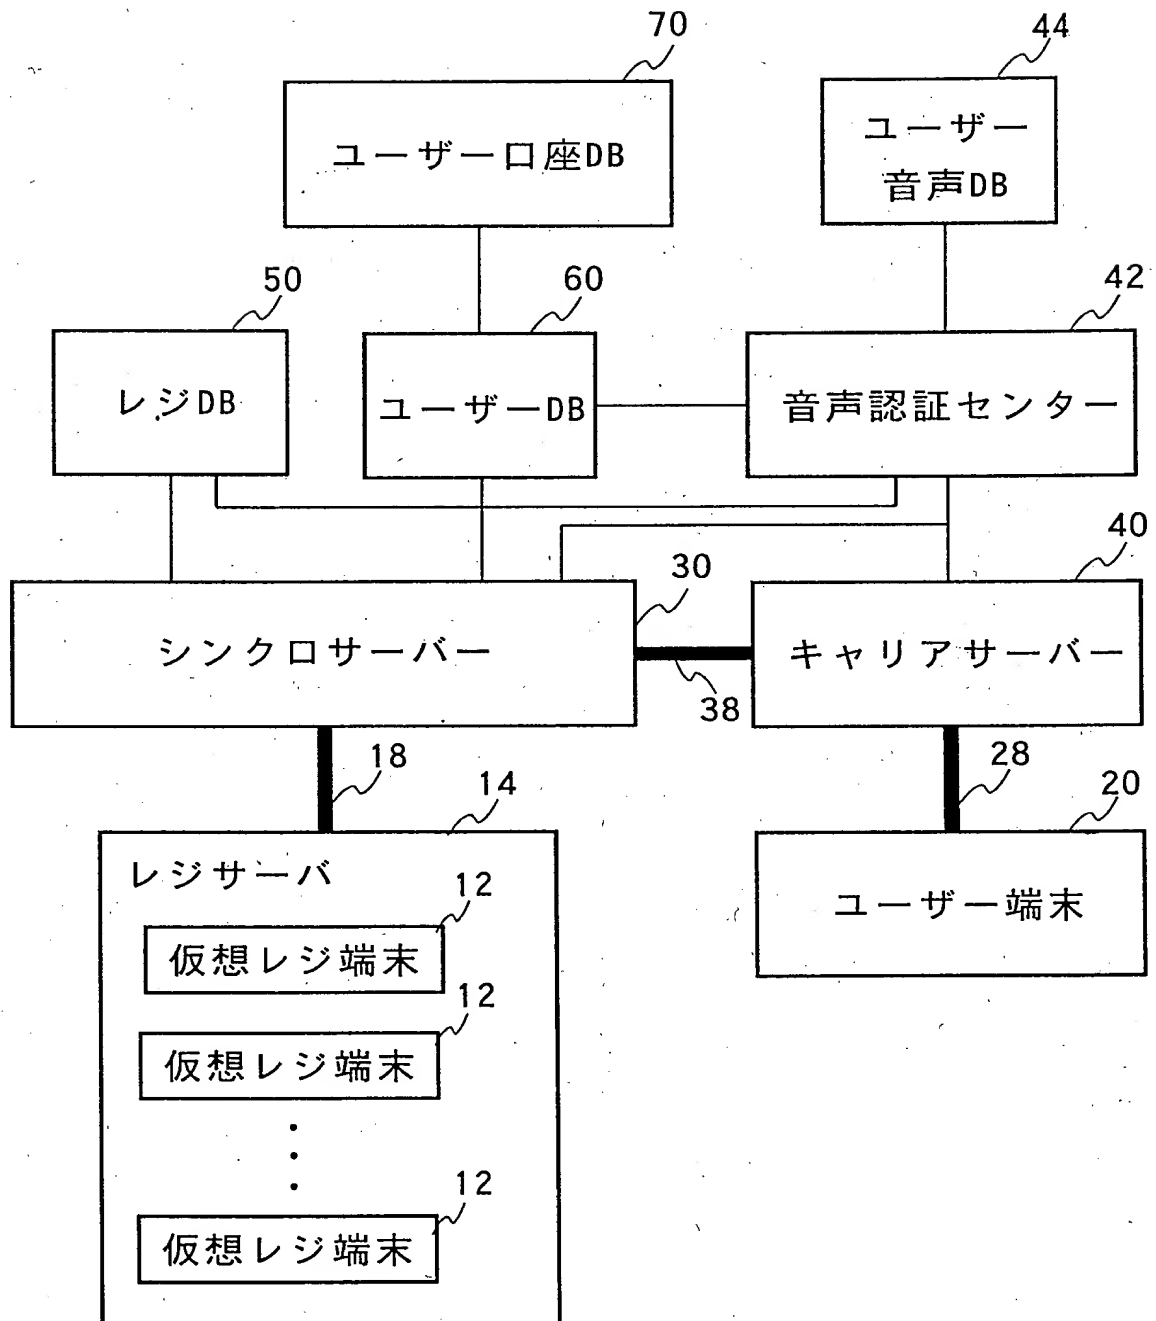 70
44
ユーザー口座DB
ユーザー
音声DB
50
60
42
レジDB
ユーザーDB
音声認証センター
30
40
シンクロサーバー
キャリアサーバー
38
18
28
14
20
レジサーバ
ユーザー端末
12
仮想レジ端末
12
仮想レジ端末
12
仮想レジ端末